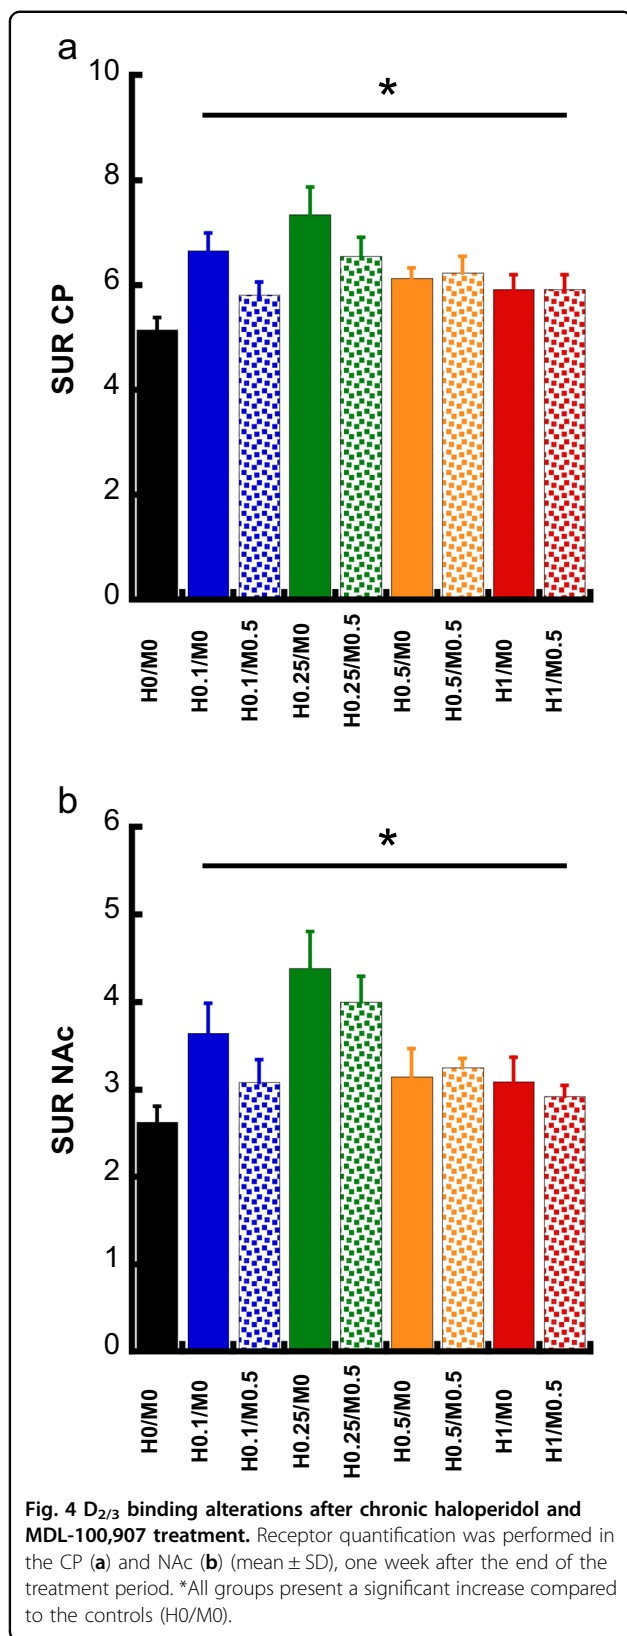 a
10
*
8
6
4
2
0
SUR CP
H0/M0
H0.1/M0
H0.1/M0.5
H0.25/M0
H0.25/M0.5
H0.5/M0
H0.5/M0.5
H1/M0
H1/M0.5
b
6
*
5
4
3
2
1
0
SUR NAc
H0/M0
H0.1/M0
H0.1/M0.5
H0.25/M0
H0.25/M0.5
H0.5/M0
H0.5/M0.5
H1/M0
H1/M0.5
Fig. 4 D2/3 binding alterations after chronic haloperidol and
MDL-100,907 treatment. Receptor quantification was performed in
the CP (a) and NAc (b) (mean ± SD), one week after the end of the
treatment period. *All groups present a significant increase compared
to the controls (H0/M0).